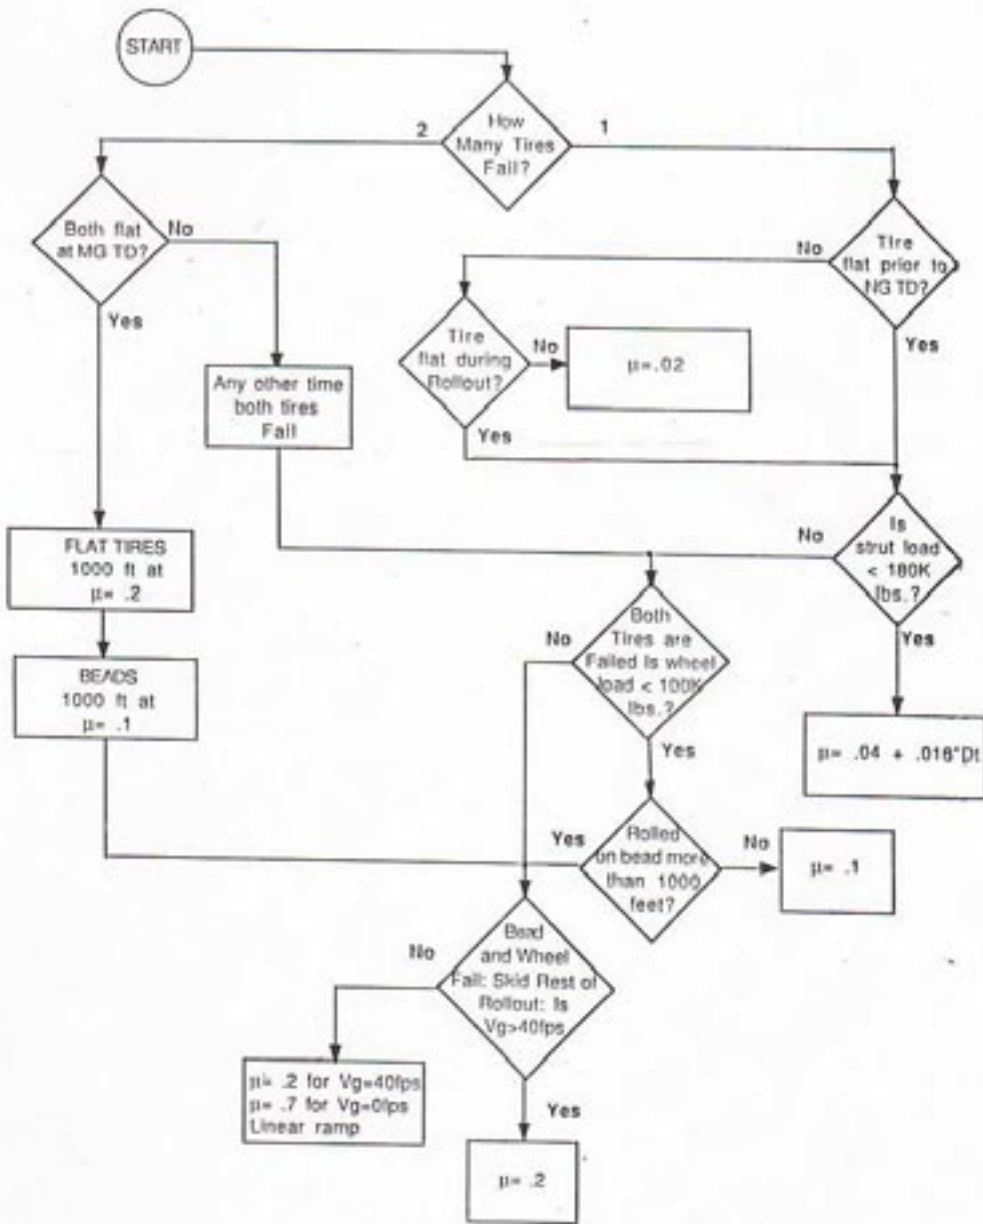 START
How
Many Tires
Fail?
2
1
Both flat
at MG TD?
No
Yes
Tire
flat prior to
NG TD?
No
Yes
Tire
flat during
Rollout?
No
Yes
μ=.02
Any other time
both tires
Fail
FLAT TIRES
1000 ft at
μ= .2
BEADS
1000 ft at
μ= .1
Is
strut load
< 180K
lbs.?
No
Yes
Both
Tires are
Failed Is wheel
load < 100K
lbs.?
No
Yes
μ= .04 + .018*Dt
Rolled
on bead more
than 1000
feet?
Yes
No
μ= .1
Bead
and Wheel
Fail: Skid Rest of
Rollout: Is
Vg>40fps
No
Yes
μ= .2 for Vg=40fps
μ= .7 for Vg=0fps
Linear ramp
μ= .2